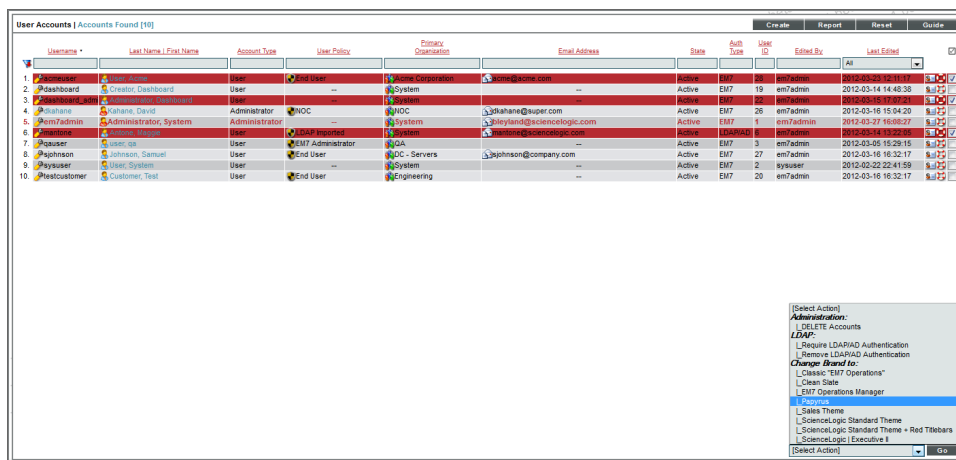 User Accounts | Accounts Found [10] Create Report Reset Guide
Username • Last Name | First Name Account Type User Policy Primary Organization Email Address State Auth Type User ID Edited By Last Edited
All
1. acmeuser User, Acme User End User Acme Corporation acme@acme.com Active EM7 28 em7admin 2012-03-23 12:11:17
2. dashboard Creator, Dashboard User -- System -- Active EM7 19 em7admin 2012-03-14 14:48:38
3. dashboard_adm Administrator, Dashboard User -- System -- Active EM7 22 em7admin 2012-03-15 17:07:21
4. dkahane Kahane, David Administrator NOC NOC dkahane@super.com Active EM7 26 em7admin 2012-03-16 15:04:20
5. em7admin Administrator, System Administrator -- System bleyland@sciencelogic.com Active EM7 1 em7admin 2012-03-27 16:08:27
6. mantone Antone, Maggie User LDAP Imported System mantone@sciencelogic.com Active LDAP/AD 6 em7admin 2012-03-14 13:22:05
7. qauser user, qa User EM7 Administrator QA -- Active EM7 3 em7admin 2012-03-05 15:29:15
8. sjohnson Johnson, Samuel User End User DC - Servers sjohnson@company.com Active EM7 27 em7admin 2012-03-16 16:32:17
9. sysuser User, System User -- System -- Active EM7 2 sysuser 2012-02-22 22:41:59
10. testcustomer Customer, Test User End User Engineering -- Active EM7 20 em7admin 2012-03-16 16:32:17
[Select Action]
Administration:
|_DELETE Accounts
LDAP:
|_Require LDAP/AD Authentication
|_Remove LDAP/AD Authentication
Change Brand to:
|_Classic "EM7 Operations"
|_Clean Slate
|_EM7 Operations Manager
|_Papyrus
|_Sales Theme
|_ScienceLogic Standard Theme
|_ScienceLogic Standard Theme + Red Titlebars
|_ScienceLogic | Executive II
[Select Action] Go